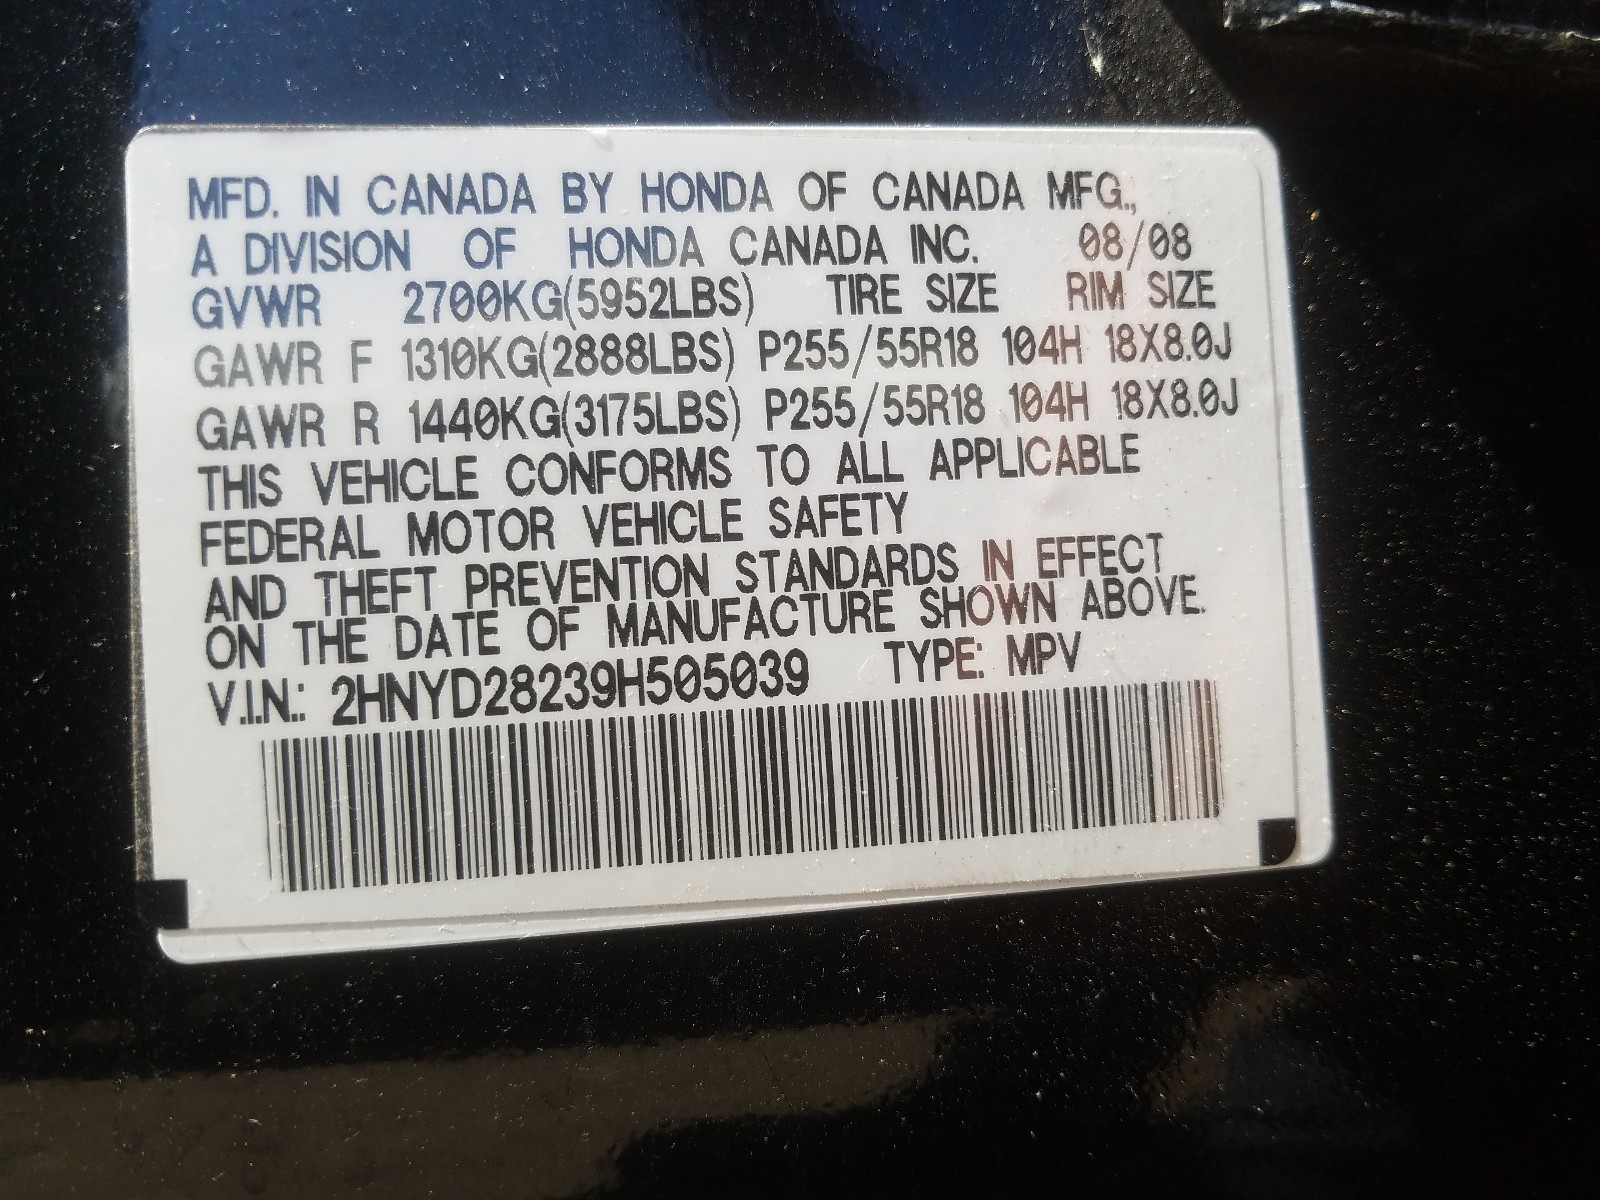 MFD. IN CANADA BY HONDA OF CANADA MFG.,
A DIVISION OF HONDA CANADA INC. 08/08
GVWR 2700KG(5952LBS) TIRE SIZE RIM SIZE
GAWR F 1310KG(2888LBS) P255/55R18 104H 18X8.0J
GAWR R 1440KG(3175LBS) P255/55R18 104H 18X8.0J
THIS VEHICLE CONFORMS TO ALL APPLICABLE
FEDERAL MOTOR VEHICLE SAFETY
AND THEFT PREVENTION STANDARDS IN EFFECT
ON THE DATE OF MANUFACTURE SHOWN ABOVE.
V.I.N.: 2HNYD28239H505039 TYPE: MPV